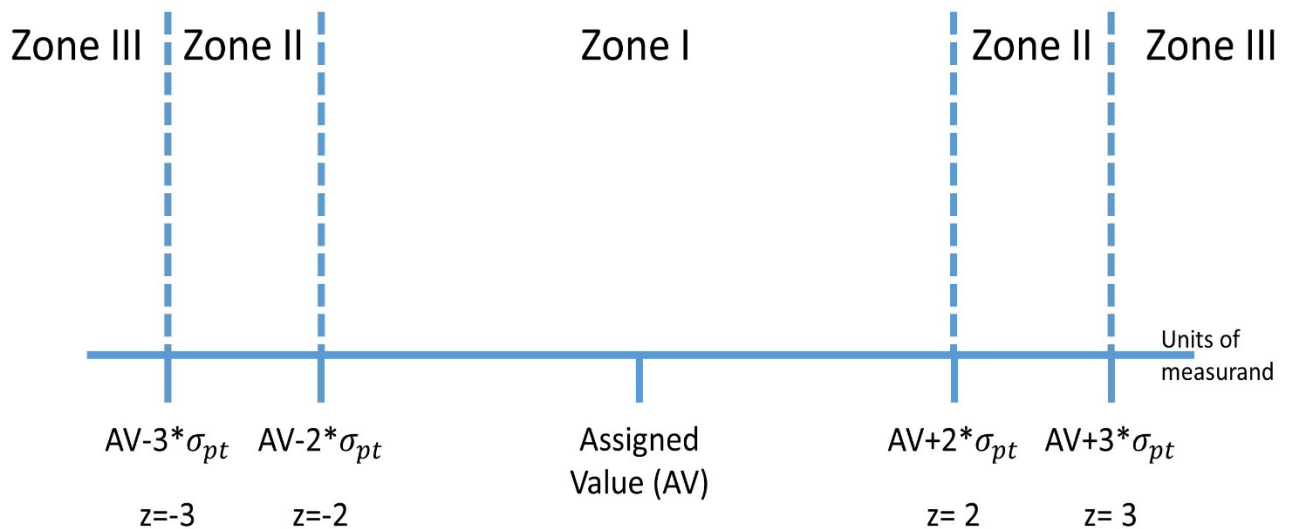 Zone III Zone II Zone I Zone II Zone III
Units of
measurand
AV-3*σpt AV-2*σpt Assigned AV+2*σpt AV+3*σpt
Value (AV)
z=-3 z=-2 z= 2 z= 3